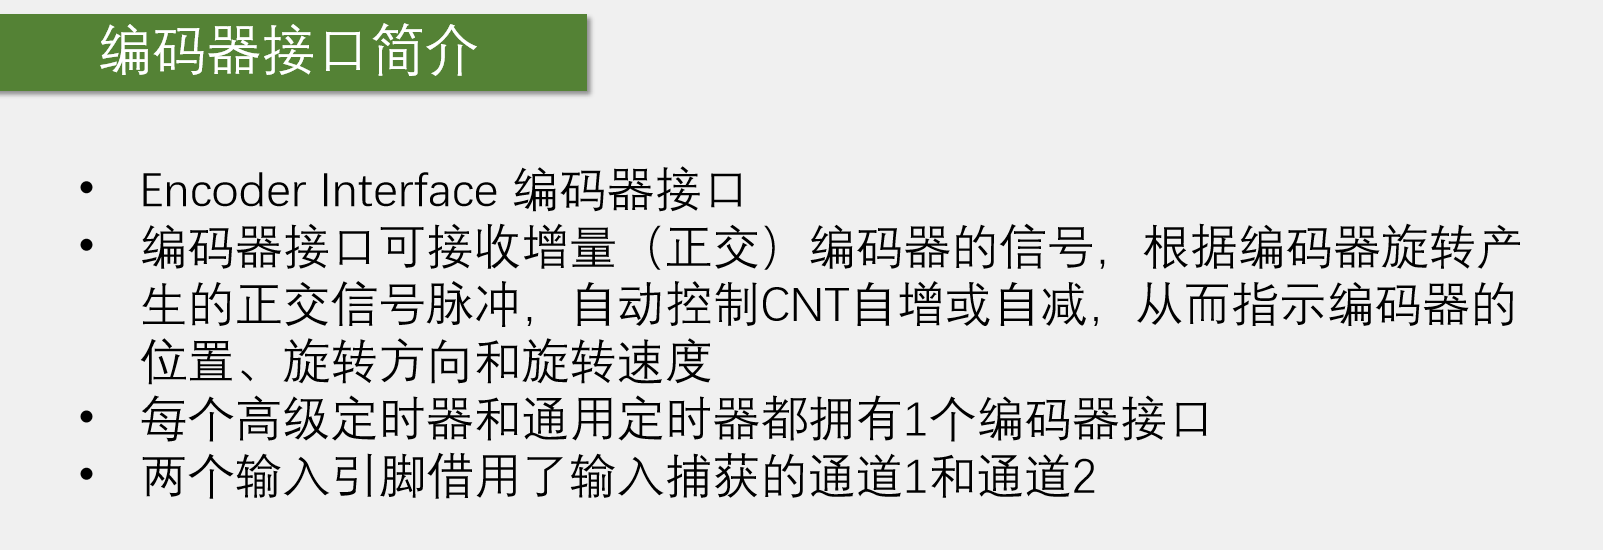 编码器接口简介
• Encoder Interface 编码器接口
• 编码器接口可接收增量（正交）编码器的信号，根据编码器旋转产
生的正交信号脉冲，自动控制CNT自增或自减，从而指示编码器的
位置、旋转方向和旋转速度
• 每个高级定时器和通用定时器都拥有1个编码器接口
• 两个输入引脚借用了输入捕获的通道1和通道2